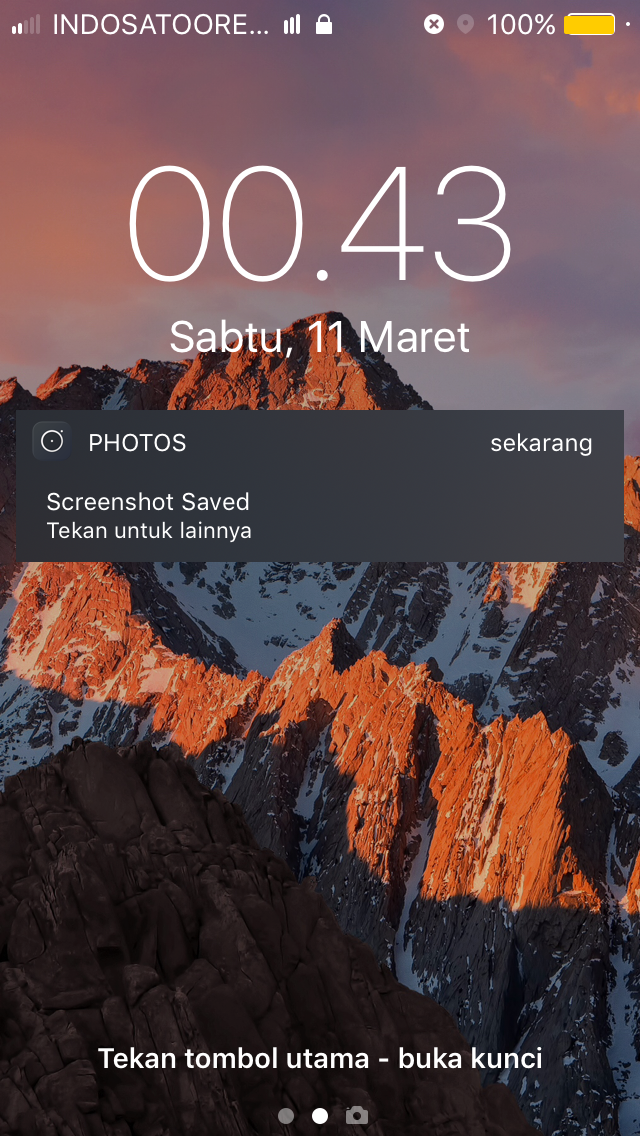 INDOSATOORE...
100%
00.43
Sabtu, 11 Maret
PHOTOS
sekarang
Screenshot Saved
Tekan untuk lainnya
Tekan tombol utama - buka kunci